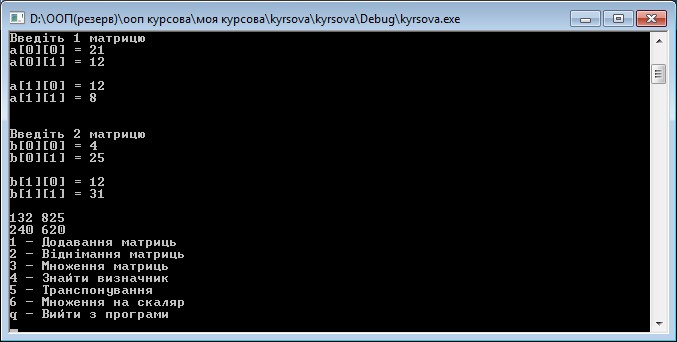 D:\ООП(резерв)\ооп курсова\моя курсова\kyrsova\kyrsova\Debug\kyrsova.exe
Введіть 1 матрицю
a[0][0] = 21
a[0][1] = 12
a[1][0] = 12
a[1][1] = 8
Введіть 2 матрицю
b[0][0] = 4
b[0][1] = 25
b[1][0] = 12
b[1][1] = 31
132 825
240 620
1 - Додавання матриць
2 - Віднімання матриць
3 - Множення матриць
4 - Знайти визначник
5 - Транспонування
6 - Множення на скаляр
q - Вийти з програми